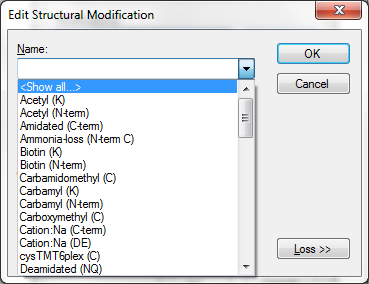 Edit Structural Modification
Name:
OK
<Show all...>
Cancel
Acetyl (K)
Acetyl (N-term)
Amidated (C-term)
Ammonia-loss (N-term C)
Biotin (K)
Biotin (N-term)
Carbamidomethyl (C)
Carbamyl (K)
Carbamyl (N-term)
Carboxymethyl (C)
Cation:Na (C-term)
Cation:Na (DE)
cysTMT6plex (C)
Deamidated (NQ)
Loss >>